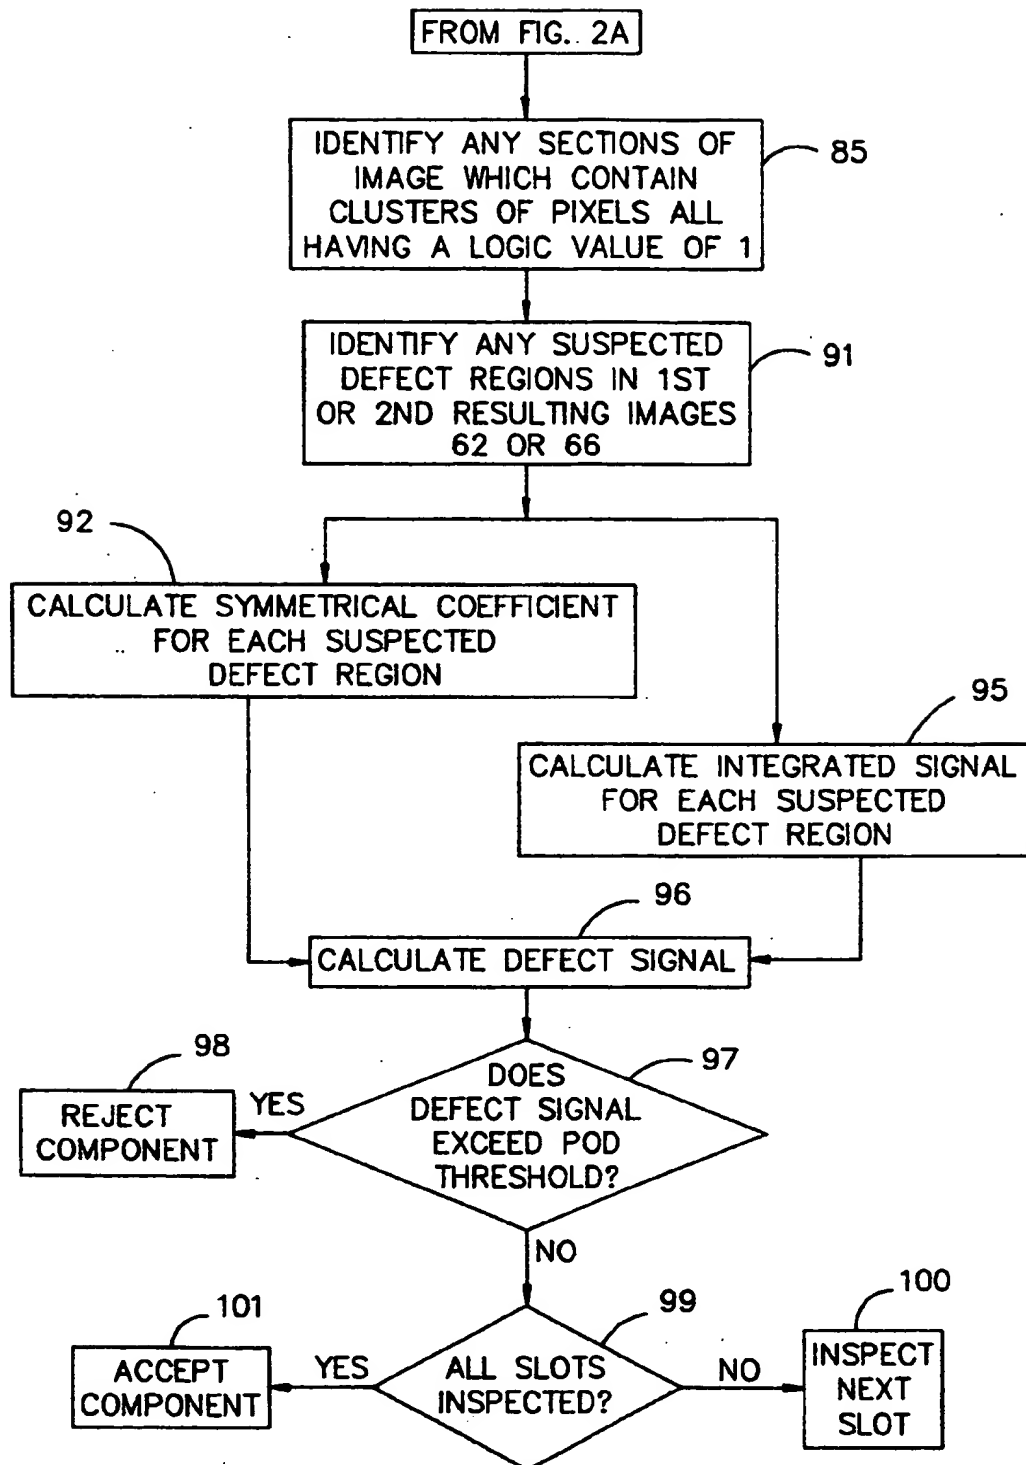 FROM FIG. 2A
IDENTIFY ANY SECTIONS OF
IMAGE WHICH CONTAIN
CLUSTERS OF PIXELS ALL
HAVING A LOGIC VALUE OF 1
85
IDENTIFY ANY SUSPECTED
DEFECT REGIONS IN 1ST
OR 2ND RESULTING IMAGES
62 OR 66
91
92
CALCULATE SYMMETRICAL COEFFICIENT
FOR EACH SUSPECTED
DEFECT REGION
95
CALCULATE INTEGRATED SIGNAL
FOR EACH SUSPECTED
DEFECT REGION
96
CALCULATE DEFECT SIGNAL
97
DOES
DEFECT SIGNAL
EXCEED POD
THRESHOLD?
YES
98
REJECT
COMPONENT
NO
99
ALL SLOTS
INSPECTED?
YES
101
ACCEPT
COMPONENT
NO
100
INSPECT
NEXT
SLOT